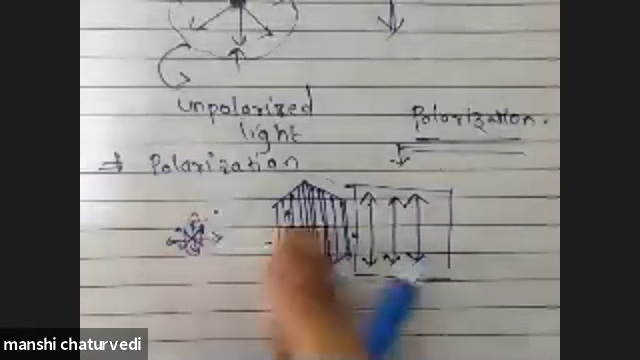 unpolarized
light
Polarization.
→ Polarization
manshi chaturvedi